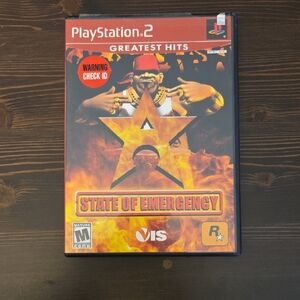 PlayStation 2
GREATEST HITS
WARNING
CHECK ID
STATE OF EMERGENCY
M
VIS
R